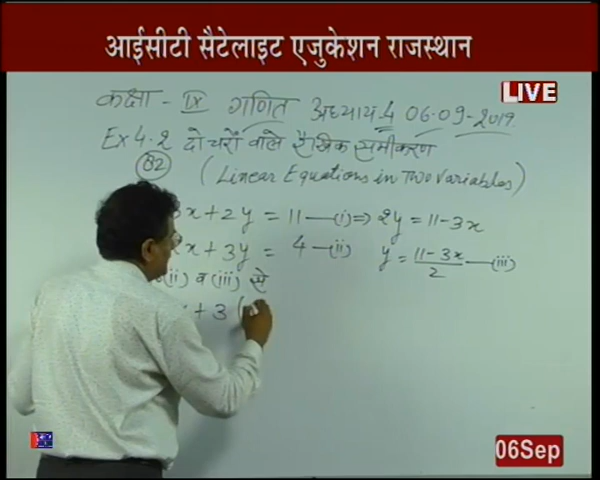 आईसीटी सैटेलाइट एजुकेशन राजस्थान
LIVE
कक्षा - IX गणित अध्याय 4 06-09-2019.
Ex 4.2 दो चरों वाले रैखिक समीकरण
Q2 (Linear Equations in Two Variables)
3x + 2y = 11 —(i) ⇒ 2y = 11-3x
x + 3y = 4 —(ii) y = (11-3x)/2 —(iii)
(ii) व (iii) से
+ 3 (
06Sep